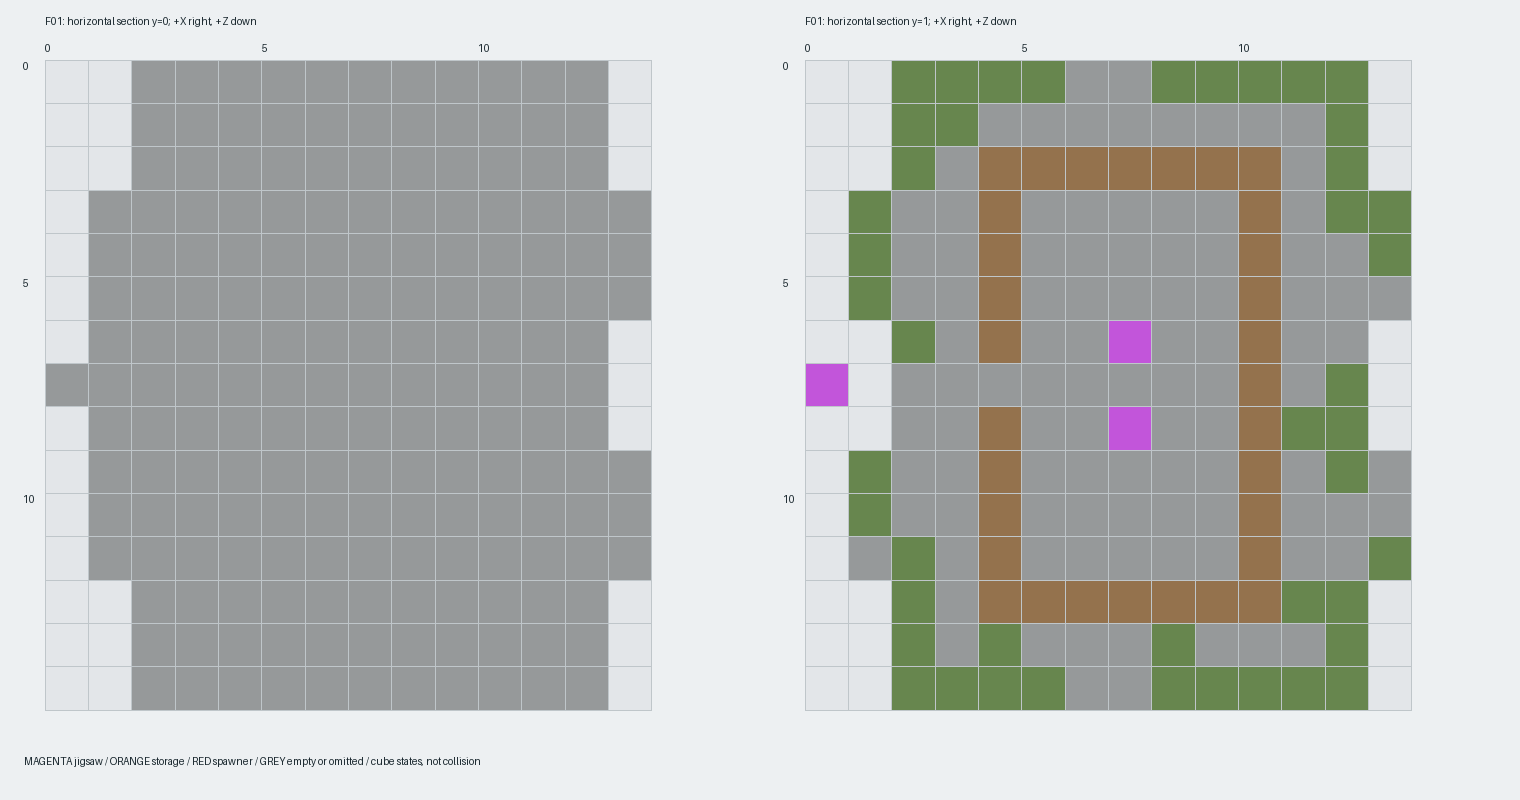 F01: horizontal section y=0; +X right, +Z down
F01: horizontal section y=1; +X right, +Z down
0 5 10
0 5 10
0
0
5
5
10
10
MAGENTA jigsaw / ORANGE storage / RED spawner / GREY empty or omitted / cube states, not collision